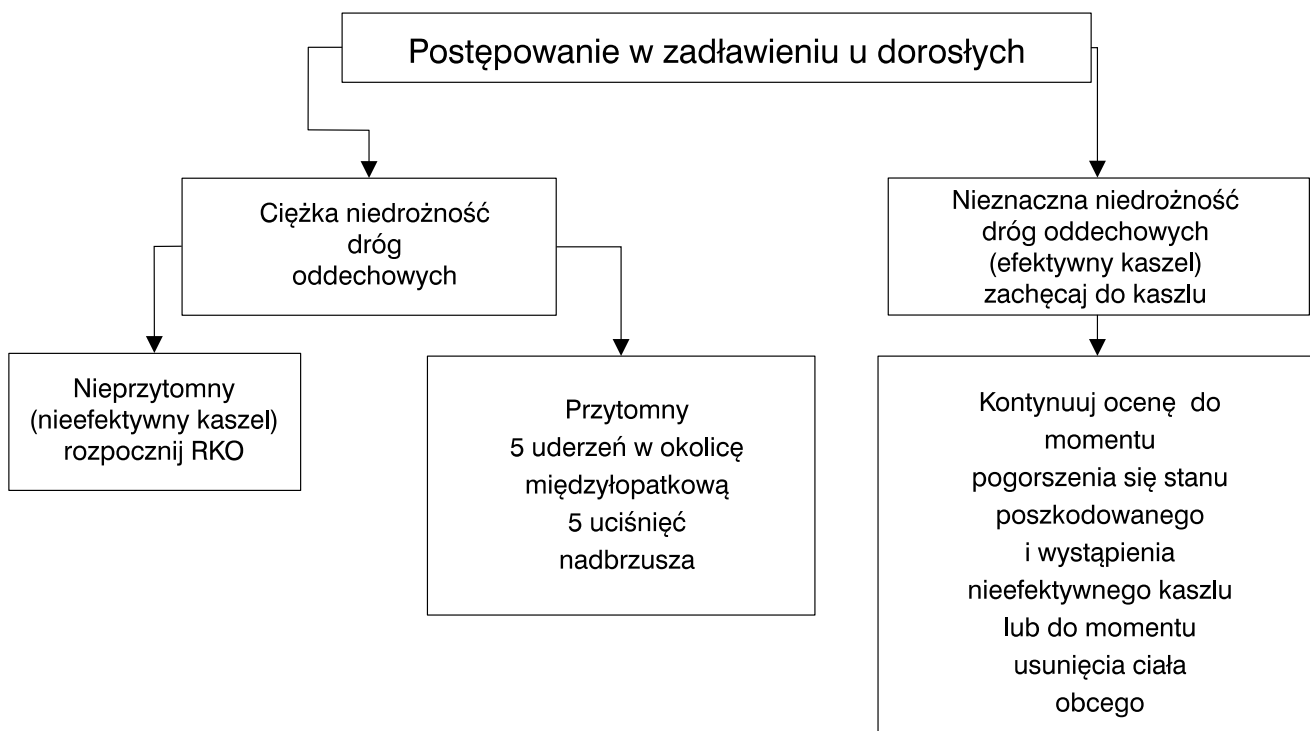 Postępowanie w zadławieniu u dorosłych
Ciężka niedrożność
dróg
oddechowych
Nieznaczna niedrożność
dróg oddechowych
(efektywny kaszel)
zachęcaj do kaszlu
Nieprzytomny
(nieefektywny kaszel)
rozpocznij RKO
Przytomny
5 uderzeń w okolicę
międzyłopatkową
5 uciśnięć
nadbrzusza
Kontynuuj ocenę do
momentu
pogorszenia się stanu
poszkodowanego
i wystąpienia
nieefektywnego kaszlu
lub do momentu
usunięcia ciała
obcego